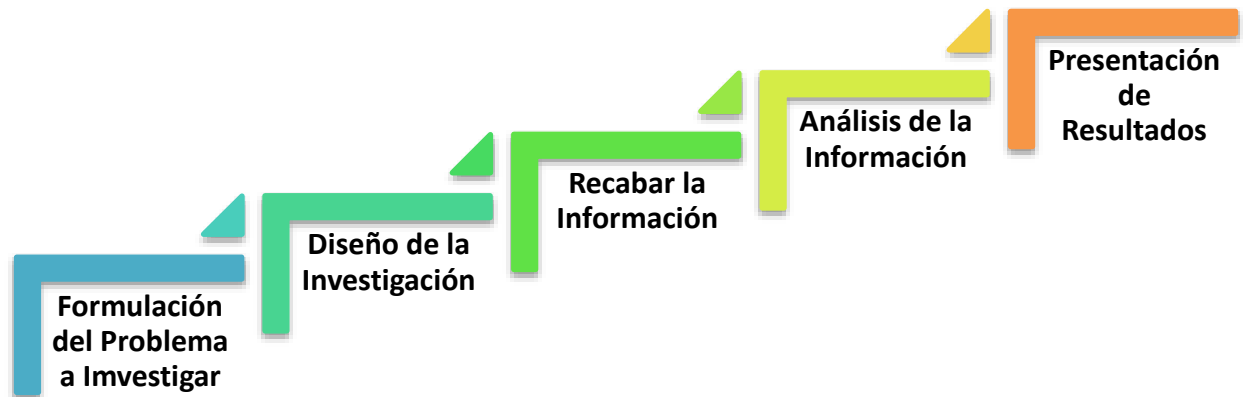 Formulación
del Problema
a Imvestigar
Diseño de la
Investigación
Recabar la
Información
Análisis de la
Información
Presentación
de
Resultados